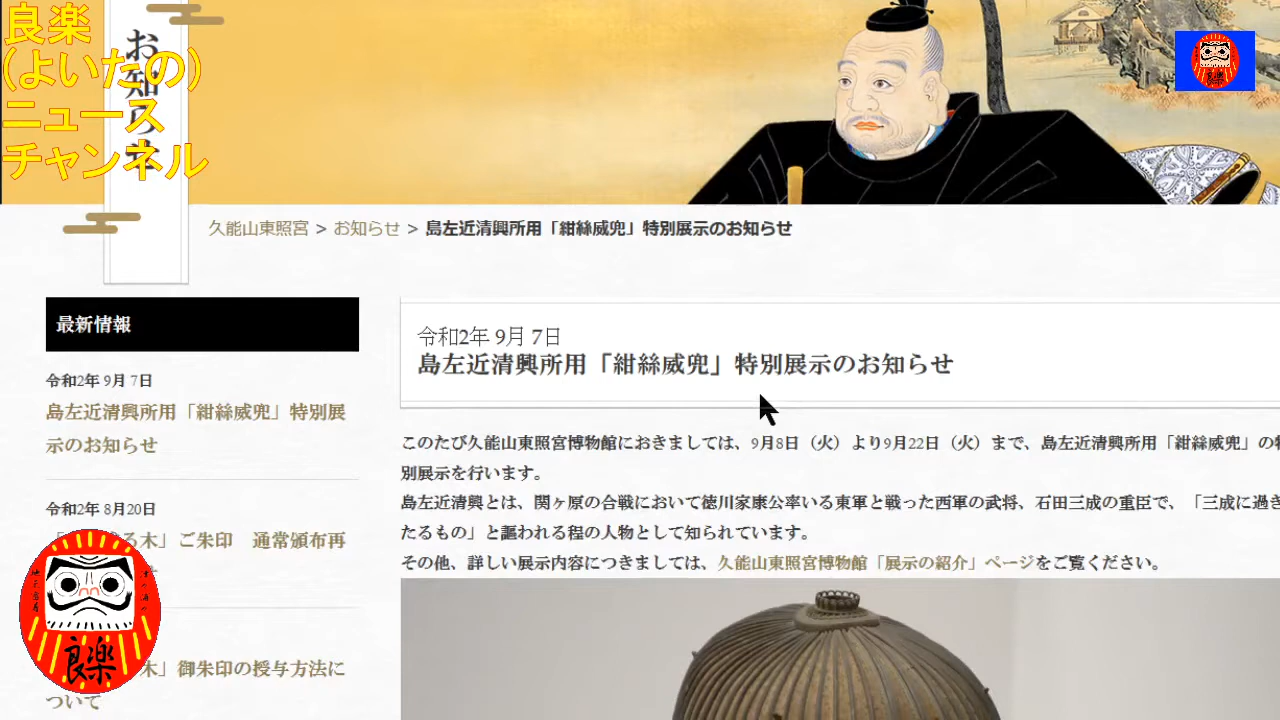 良楽
(よいたの)
ニュース
チャンネル
お知らせ
久能山東照宮 > お知らせ > 島左近清興所用「紺絲威兜」特別展示のお知らせ
最新情報
令和2年 9月 7日
島左近清興所用「紺絲威兜」特別展
示のお知らせ
令和2年 8月20日
木」ご朱印 通常頒布再
木」御朱印の授与方法に
ついて
令和2年 9月 7日
島左近清興所用「紺絲威兜」特別展示のお知らせ
このたび久能山東照宮博物館におきましては、9月8日（火）より9月22日（火）まで、島左近清興所用「紺絲威兜」の特
別展示を行います。
島左近清興とは、関ヶ原の合戦において徳川家康公率いる東軍と戦った西軍の武将、石田三成の重臣で、「三成に過ぎ
たるもの」と謳われる程の人物として知られています。
その他、詳しい展示内容につきましては、久能山東照宮博物館「展示の紹介」ページをご覧ください。
良楽
良楽